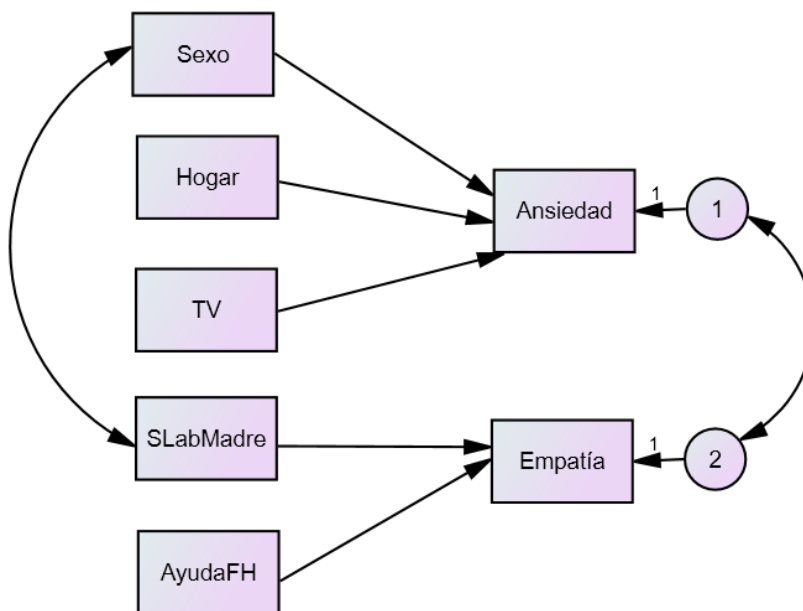 Sexo
Hogar
Ansiedad
1
1
TV
SLabMadre
Empatía
1
2
AyudaFH